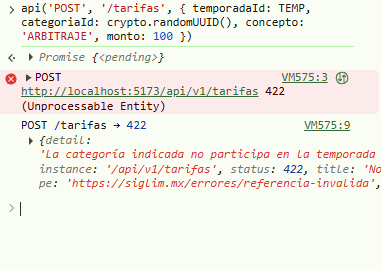 api('POST', '/tarifas', { temporadaId: TEMP,
categoriaId: crypto.randomUUID(), concepto:
'ARBITRAJE', monto: 100 })
Promise {<pending>}
POST VM575:3
http://localhost:5173/api/v1/tarifas 422
(Unprocessable Entity)
POST /tarifas → 422 VM575:9
{detail:
'La categoría indicada no participa en la temporada
instance: '/api/v1/tarifas', status: 422, title: 'No
pe: 'https://siglim.mx/errores/referencia-invalida',